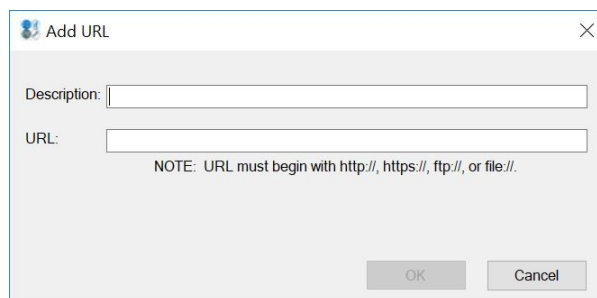 Add URL
Description:
URL:
NOTE:  URL must begin with http://, https://, ftp://, or file://.
OK
Cancel